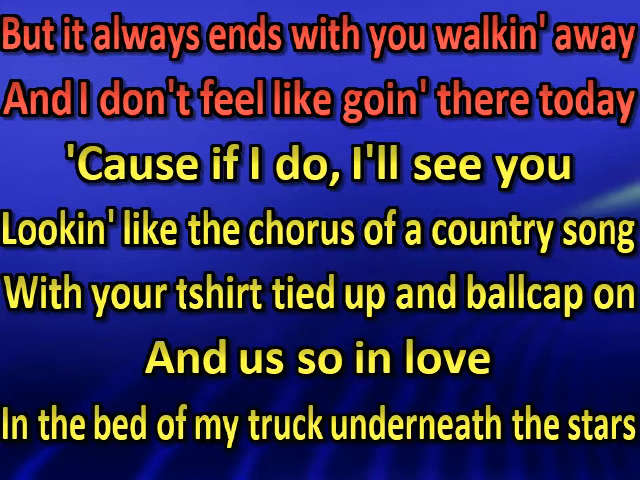 But it always ends with you walkin' away
And I don't feel like goin' there today
'Cause if I do, I'll see you
Lookin' like the chorus of a country song
With your tshirt tied up and ballcap on
And us so in love
In the bed of my truck underneath the stars